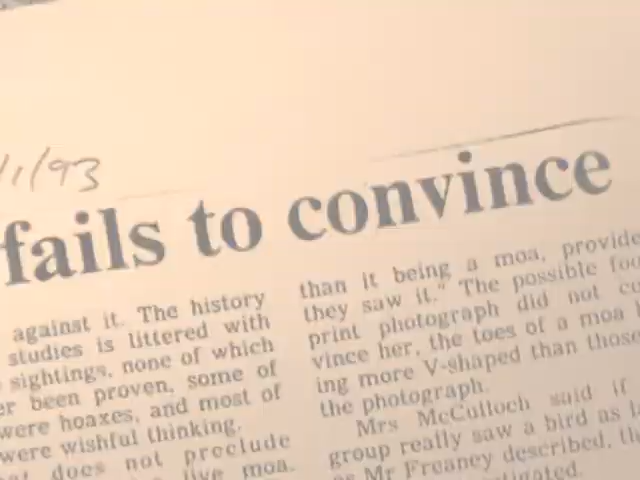 /1/93
fails to convince
against it. The history
studies is littered with
sightings, none of which
been proven, some of
were hoaxes, and most of
were wishful thinking.
does not preclude
live moa.
than it being a moa, provide
they saw it." The possible foo
print photograph did not co
vince her, the toes of a moa
ing more V-shaped than those
the photograph.
Mrs McCulloch said if
group really saw a bird as
as Mr Freaney described,